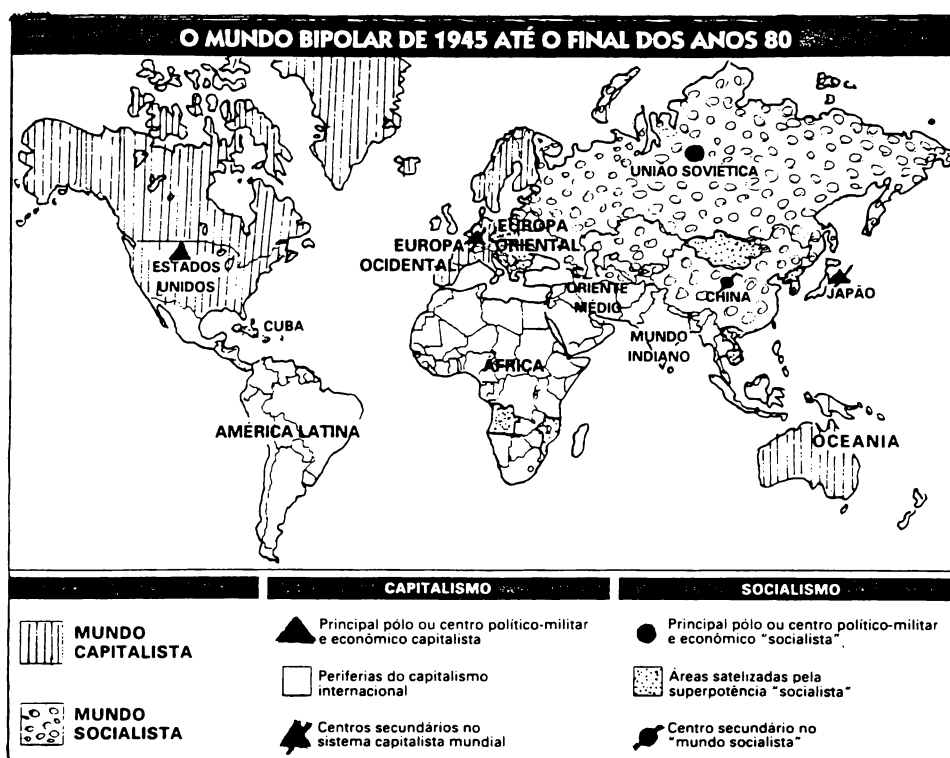 O MUNDO BIPOLAR DE 1945 ATÉ O FINAL DOS ANOS 80
UNIÃO SOVIÉTICA
EUROPA
ORIENTAL
EUROPA
OCIDENTAL
ESTADOS
UNIDOS
ORIENTE
MÉDIO
CHINA
JAPÃO
CUBA
MUNDO
INDIANO
ÁFRICA
AMÉRICA LATINA
OCEANIA
MUNDO
CAPITALISTA
MUNDO
SOCIALISTA
CAPITALISMO
Principal pólo ou centro político-militar
e econômico capitalista
Periferias do capitalismo
internacional
Centros secundários no
sistema capitalista mundial
SOCIALISMO
Principal pólo ou centro político-militar
e econômico "socialista"
Áreas satelizadas pela
superpotência "socialista"
Centro secundário no
"mundo socialista"